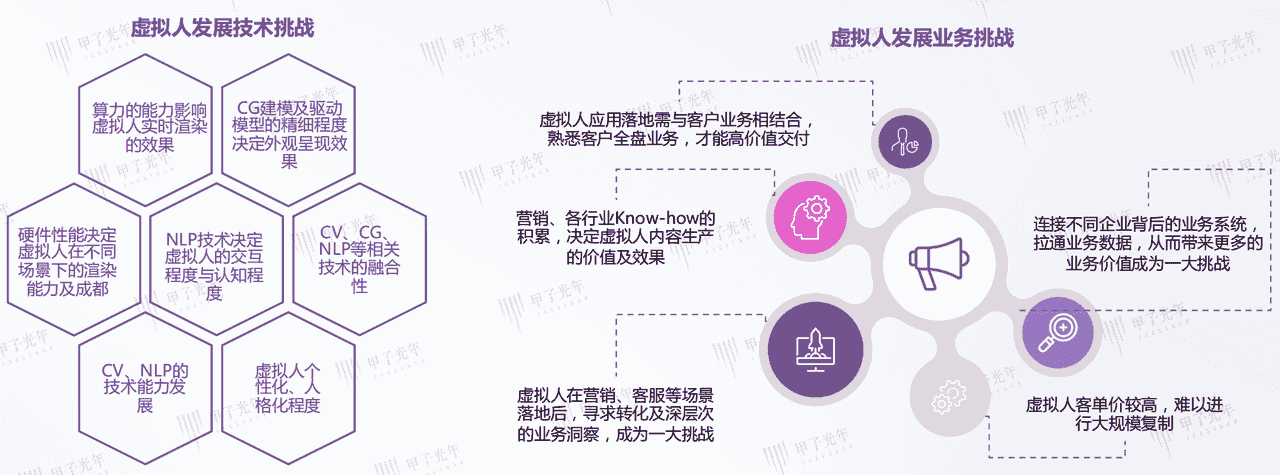 虚拟人发展技术挑战
算力的能力影响
虚拟人实时渲染
的效果
CG建模及驱动
模型的精细程度
决定外观呈现效
果
硬件性能决定
虚拟人在不同
场景下的渲染
能力及成都
NLP技术决定
虚拟人的交互
程度与认知程
度
CV、CG、
NLP等相关
技术的融合
性
CV、NLP的
技术能力发
展
虚拟人个
性化、人
格化程度
虚拟人发展业务挑战
虚拟人应用落地需与客户业务相结合，
熟悉客户全盘业务，才能高价值交付
营销、各行业Know-how的
积累，决定虚拟人内容生产
的价值及效果
连接不同企业背后的业务系统，
拉通业务数据，从而带来更多的
业务价值成为一大挑战
虚拟人在营销、客服等场景
落地后，寻求转化及深层次
的业务洞察，成为一大挑战
虚拟人客单价较高，难以进
行大规模复制
甲子光年